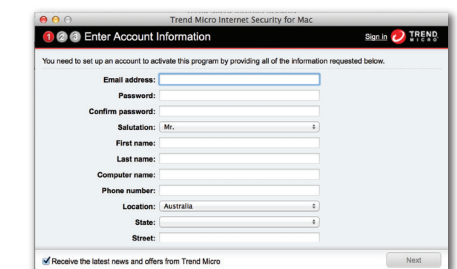 Trend Micro Internet Security for Mac
1 2 3 Enter Account Information
Sign in TREND MICRO
You need to set up an account to activate this program by providing all of the information requested below.
Email address:
Password:
Confirm password:
Salutation: Mr.
First name:
Last name:
Computer name:
Phone number:
Location: Australia
State:
Street:
Receive the latest news and offers from Trend Micro
Next